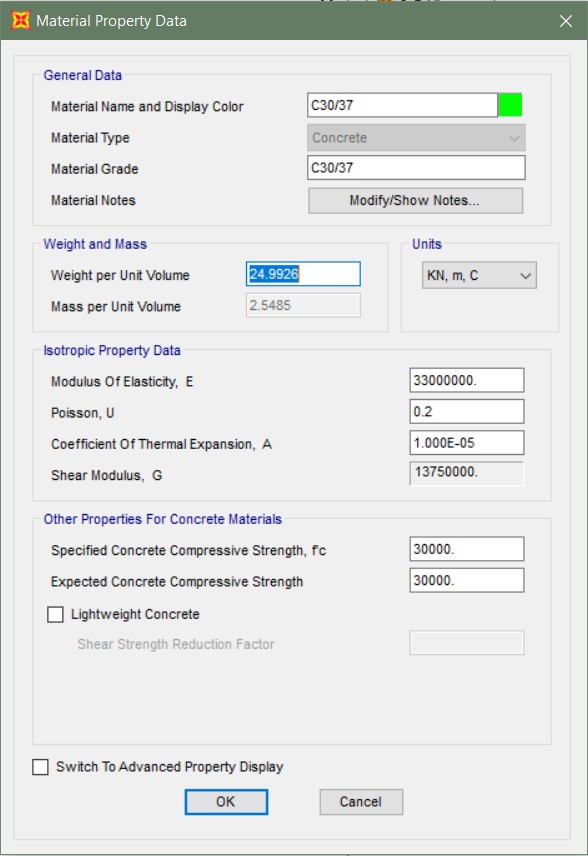 Material Property Data
General Data
Material Name and Display Color C30/37
Material Type Concrete
Material Grade C30/37
Material Notes Modify/Show Notes...
Weight and Mass Units
Weight per Unit Volume 24.9926 KN, m, C
Mass per Unit Volume 2.5485
Isotropic Property Data
Modulus Of Elasticity, E 33000000.
Poisson, U 0.2
Coefficient Of Thermal Expansion, A 1.000E-05
Shear Modulus, G 13750000.
Other Properties For Concrete Materials
Specified Concrete Compressive Strength, f'c 30000.
Expected Concrete Compressive Strength 30000.
Lightweight Concrete
Shear Strength Reduction Factor
Switch To Advanced Property Display
OK Cancel